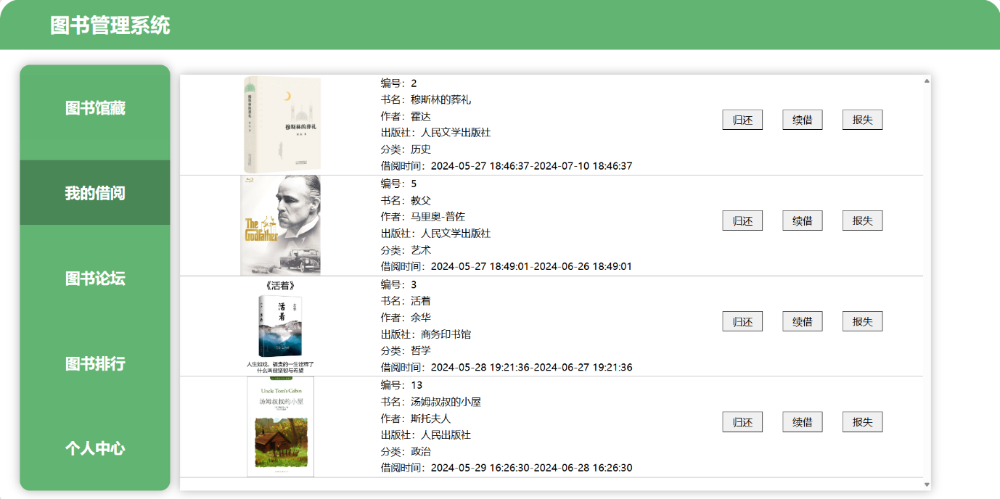 图书管理系统
图书馆藏
我的借阅
图书论坛
图书排行
个人中心
穆斯林的葬礼
穆斯林的葬礼
编号：2
书名：穆斯林的葬礼
作者：霍达
出版社：人民文学出版社
分类：历史
借阅时间：2024-05-27 18:46:37-2024-07-10 18:46:37
归还 续借 报失
The
Godfather
编号：5
书名：教父
作者：马里奥-普佐
出版社：人民文学出版社
分类：艺术
借阅时间：2024-05-27 18:49:01-2024-06-26 18:49:01
归还 续借 报失
《活着》
活着
余华
人生如戏，福贵的一生诠释了
什么叫做坚韧与希望
编号：3
书名：活着
作者：余华
出版社：商务印书馆
分类：哲学
借阅时间：2024-05-28 19:21:36-2024-06-27 19:21:36
归还 续借 报失
Uncle Tom's Cabin
汤姆叔叔的小屋
编号：13
书名：汤姆叔叔的小屋
作者：斯托夫人
出版社：人民出版社
分类：政治
借阅时间：2024-05-29 16:26:30-2024-06-28 16:26:30
归还 续借 报失